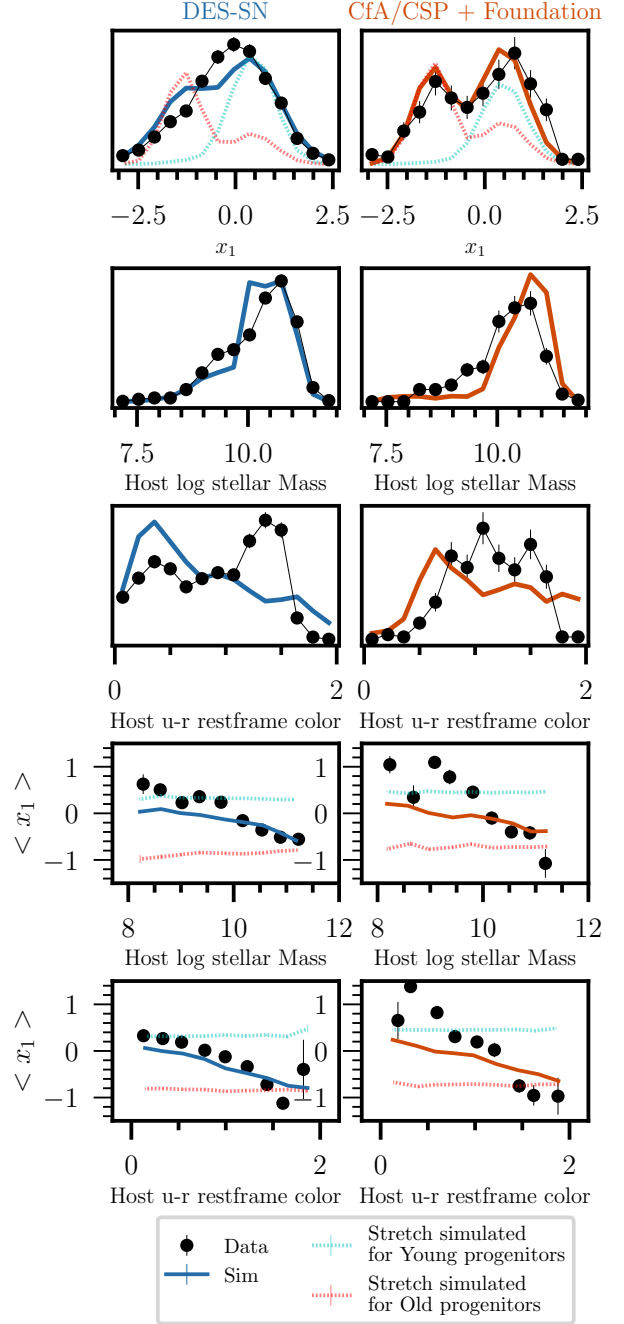 DES-SN CfA/CSP + Foundation
−2.5 0.0 2.5 −2.5 0.0 2.5
x1 x1
7.5 10.0 7.5 10.0
Host log stellar Mass Host log stellar Mass
0 2 0 2
Host u-r restframe color Host u-r restframe color
< x1 >
1 1
0 0
−1 −1
8 10 12 8 10 12
Host log stellar Mass Host log stellar Mass
< x1 >
1 1
0 0
−1 −1
0 2 0 2
Host u-r restframe color Host u-r restframe color
Data
Sim
Stretch simulated
for Young progenitors
Stretch simulated
for Old progenitors